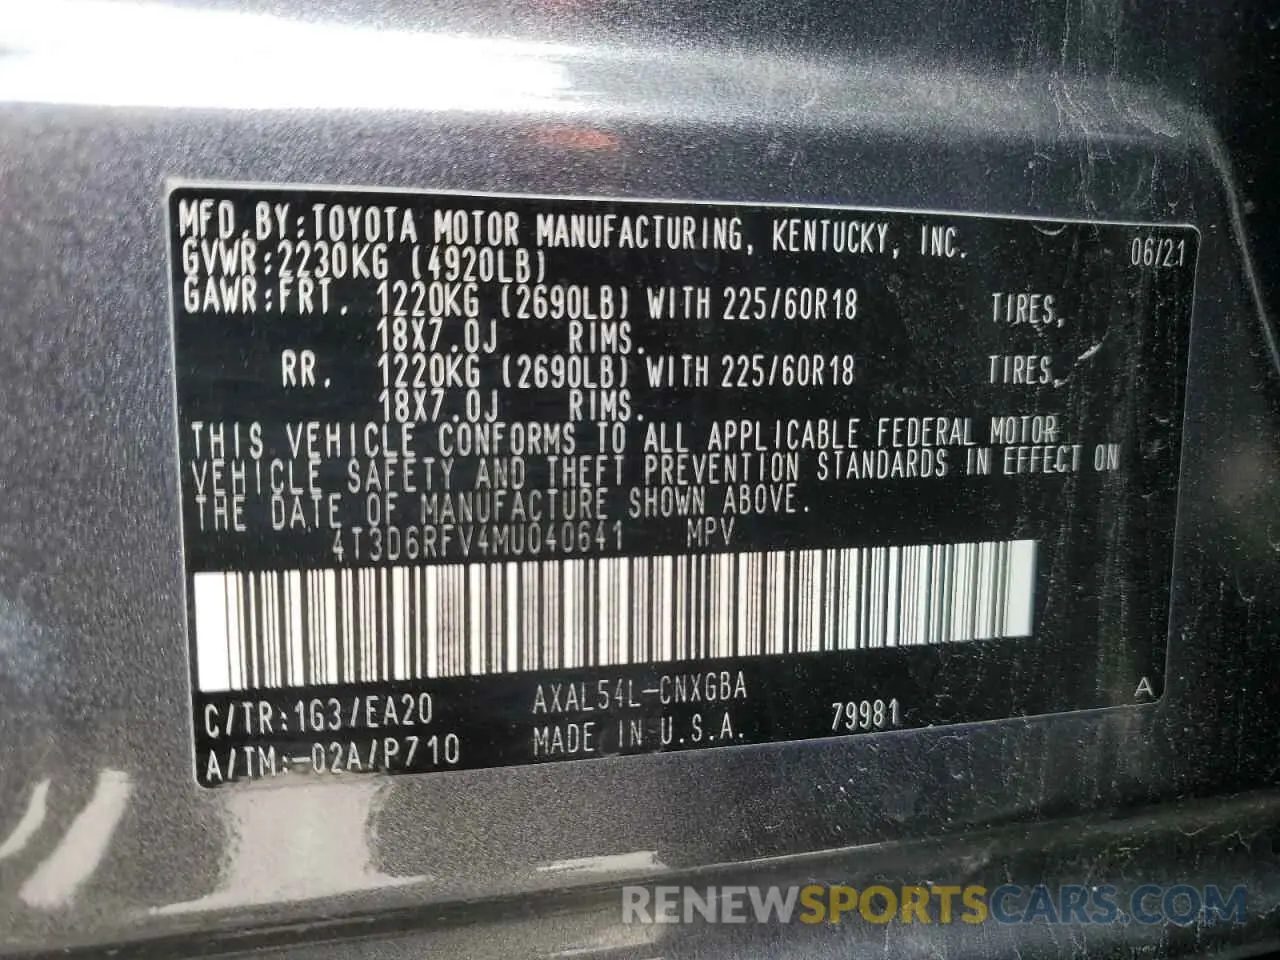 MFD. BY: TOYOTA MOTOR MANUFACTURING, KENTUCKY, INC. 06/21
GVWR: 2230KG (4920LB)
GAWR: FRT. 1220KG (2690LB) WITH 225/60R18 TIRES,
18X7.0J RIMS.
RR. 1220KG (2690LB) WITH 225/60R18 TIRES,
18X7.0J RIMS.
THIS VEHICLE CONFORMS TO ALL APPLICABLE FEDERAL MOTOR
VEHICLE SAFETY AND THEFT PREVENTION STANDARDS IN EFFECT ON
THE DATE OF MANUFACTURE SHOWN ABOVE.
4T3D6RFV4MU040641 MPV
C/TR: 1G3/EA20 AXAL54L-CNXGBA A
A/TM: -02A/P710 MADE IN U.S.A. 79981
RENEWSPORTSCARS.COM